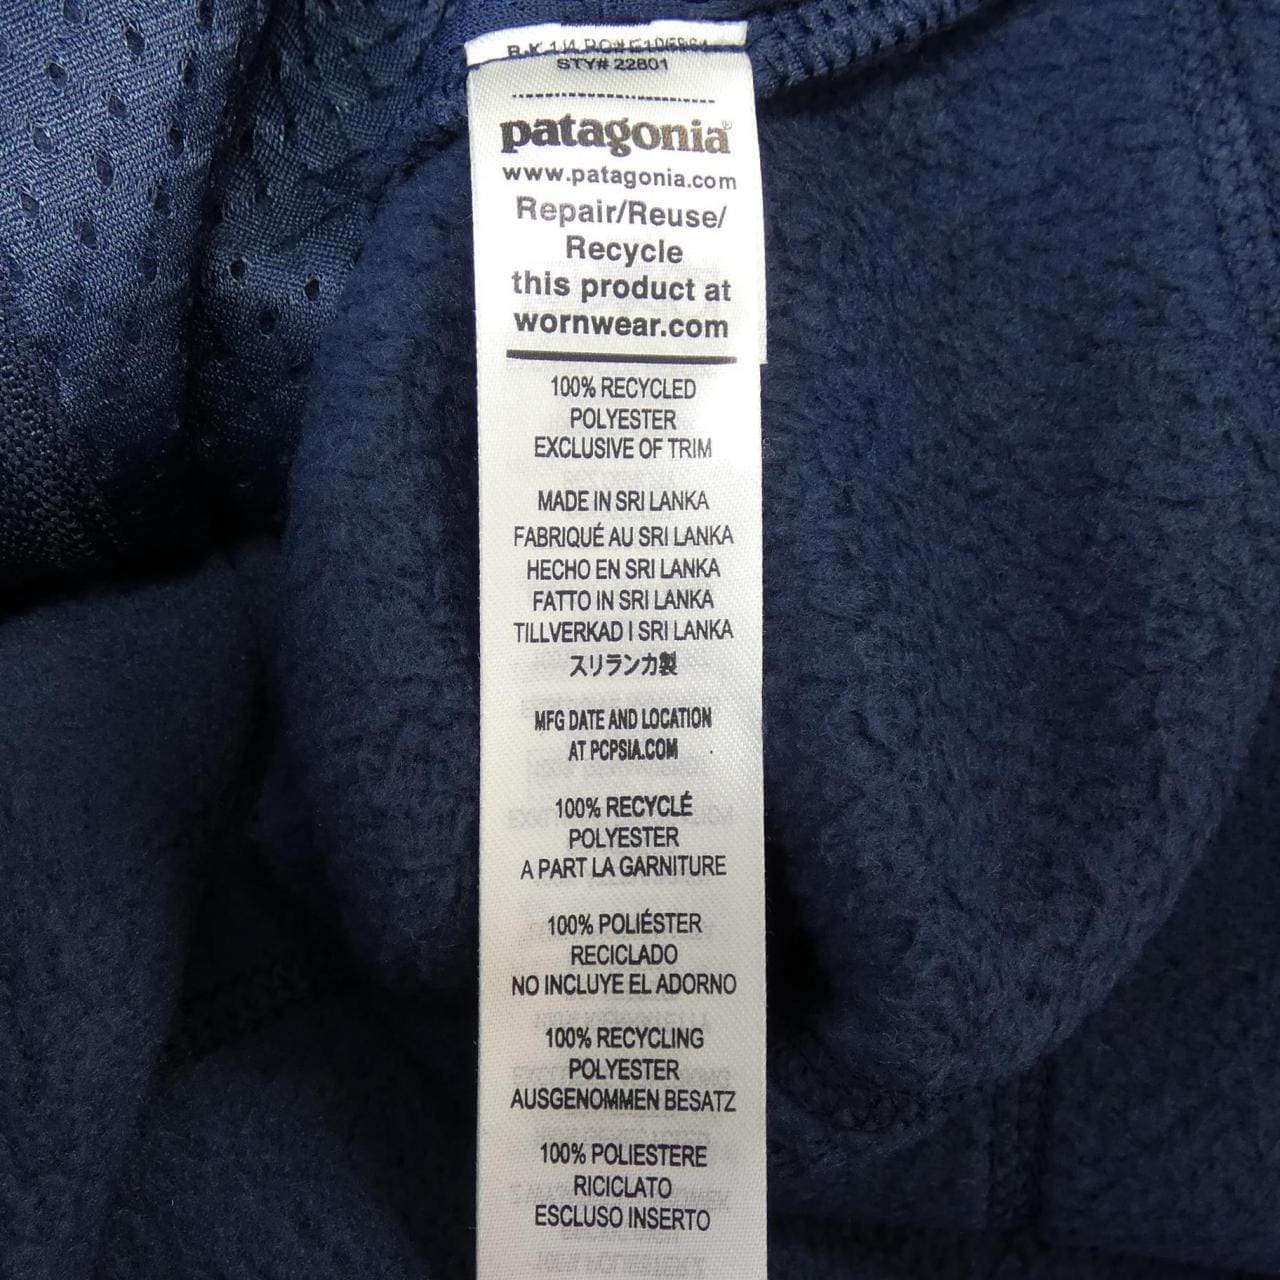 STY# 22801
patagonia®
www.patagonia.com
Repair/Reuse/
Recycle
this product at
wornwear.com
100% RECYCLED
POLYESTER
EXCLUSIVE OF TRIM
MADE IN SRI LANKA
FABRIQUÉ AU SRI LANKA
HECHO EN SRI LANKA
FATTO IN SRI LANKA
TILLVERKAD I SRI LANKA
スリランカ製
MFG DATE AND LOCATION
AT PCPSIA.COM
100% RECYCLÉ
POLYESTER
A PART LA GARNITURE
100% POLIÉSTER
RECICLADO
NO INCLUYE EL ADORNO
100% RECYCLING
POLYESTER
AUSGENOMMEN BESATZ
100% POLIESTERE
RICICLATO
ESCLUSO INSERTO